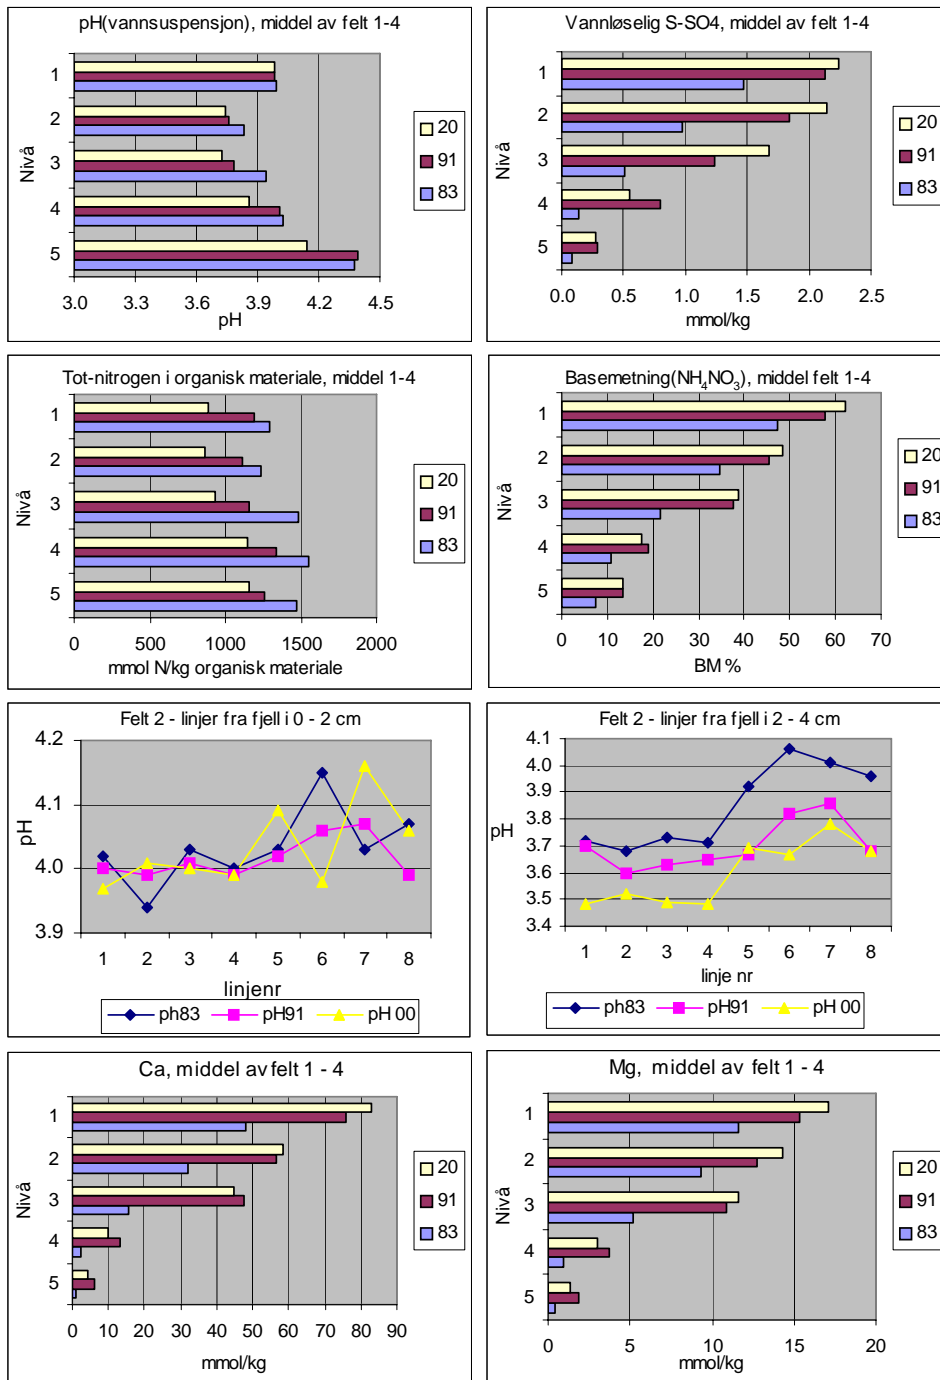 pH(vannsuspensjon), middel av felt 1-4
Nivå
1
2
3
4
5
3.0 3.3 3.6 3.9 4.2 4.5
pH
20
91
83
Vannløselig S-SO4, middel av felt 1-4
Nivå
1
2
3
4
5
0.0 0.5 1.0 1.5 2.0 2.5
mmol/kg
20
91
83
Tot-nitrogen i organisk materiale, middel 1-4
Nivå
1
2
3
4
5
0 500 1000 1500 2000
mmol N/kg organisk materiale
20
91
83
Basemetning(NH4NO3), middel felt 1-4
Nivå
1
2
3
4
5
0 10 20 30 40 50 60 70
BM %
20
91
83
Felt 2 - linjer fra fjell i 0 - 2 cm
pH
4.2
4.1
4.0
3.9
1 2 3 4 5 6 7 8
linjenr
ph83 pH91 pH 00
Felt 2 - linjer fra fjell i 2 - 4 cm
pH
4.1
4.0
3.9
3.8
3.7
3.6
3.5
3.4
1 2 3 4 5 6 7 8
linje nr
ph83 pH91 pH 00
Ca, middel av felt 1 - 4
Nivå
1
2
3
4
5
0 10 20 30 40 50 60 70 80 90
mmol/kg
20
91
83
Mg, middel av felt 1 - 4
Nivå
1
2
3
4
5
0 5 10 15 20
mmol/kg
20
91
83